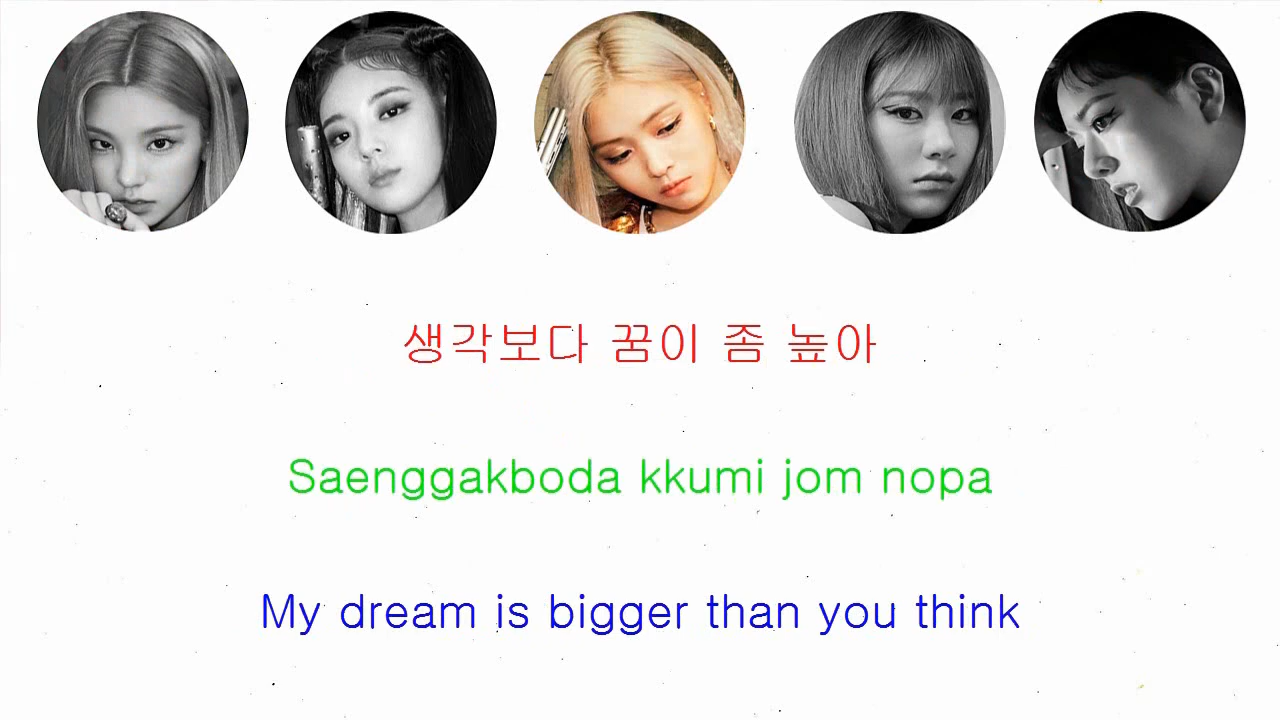 생각보다 꿈이 좀 높아
Saenggakboda kkumi jom nopa
My dream is bigger than you think